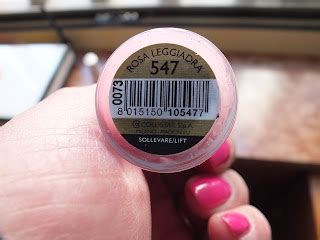 ROSA LEGGIADRA
547
0073
8 015150 105477
SOLLEVARE/LIFT